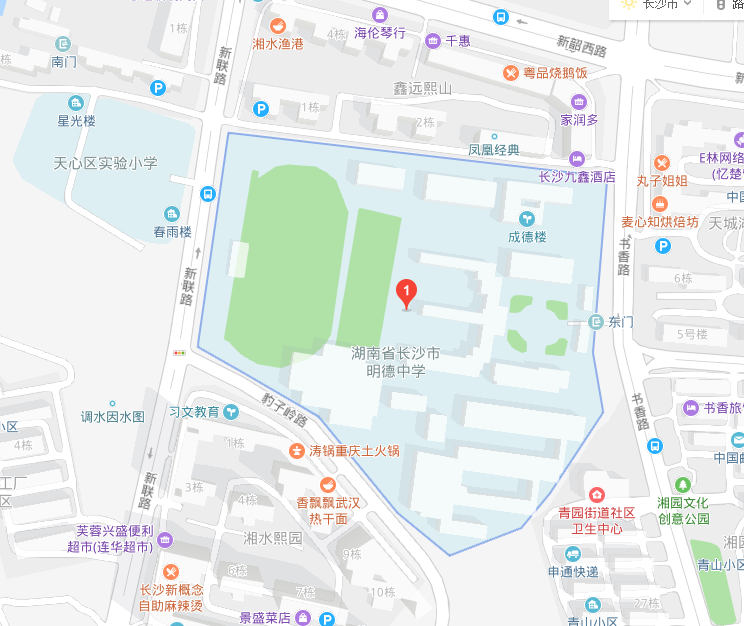 长沙市
路
新韶西路
新
1栋
4栋
湘水渔港
海伦琴行
千惠
南门
新联路
粤品烧鹅饭
鑫远熙山
P
P
1栋
2栋
家润多
星光楼
凤凰经典
E林网络
(忆楚
天心区实验小学
长沙九鑫酒店
丸子姐姐
中国
麦心知烘焙坊
天城湖
春雨楼
成德楼
书香路
P
新联路
6栋
1
东门
5号楼
湖南省长沙市
明德中学
豹子岭路
书香路
书香旅
调水因水图
习文教育
小区
4栋
1栋
涛锅重庆土火锅
中国邮
工厂
区
3栋
4栋
香飘飘武汉
热干面
新联路
青园街道社区
卫生中心
湘园文化
创意公园
芙蓉兴盛便利
超市(连华超市)
湘水熙园
9栋
湘园
青山小区
申通快递
6栋
长沙新概念
自助麻辣烫
7栋
10栋
27栋
景盛菜店
P
青山小区